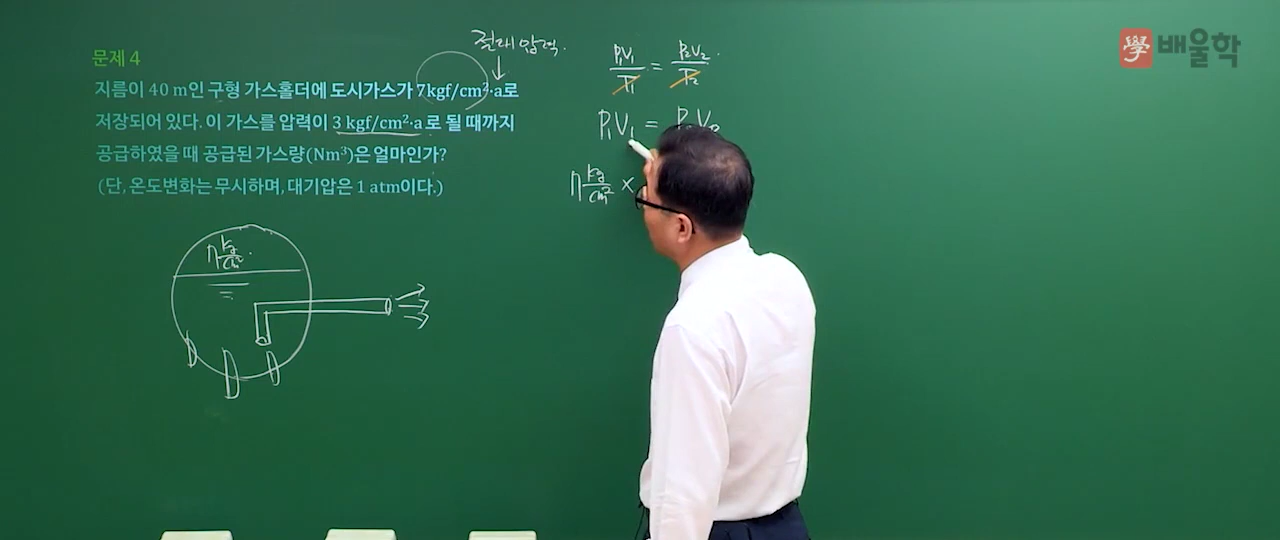 문제 4
지름이 40 m인 구형 가스홀더에 도시가스가 7kgf/cm²·a로
저장되어 있다. 이 가스를 압력이 3 kgf/cm²·a 로 될 때까지
공급하였을 때 공급된 가스량(Nm³)은 얼마인가?
(단, 온도변화는 무시하며, 대기압은 1 atm이다.)
절대압력.
P₁V₁/T₁ = P₂V₂/T₂
P₁V₁ = P₂V₂
7 kg/cm² ×
7 kg/cm²
學 배울학